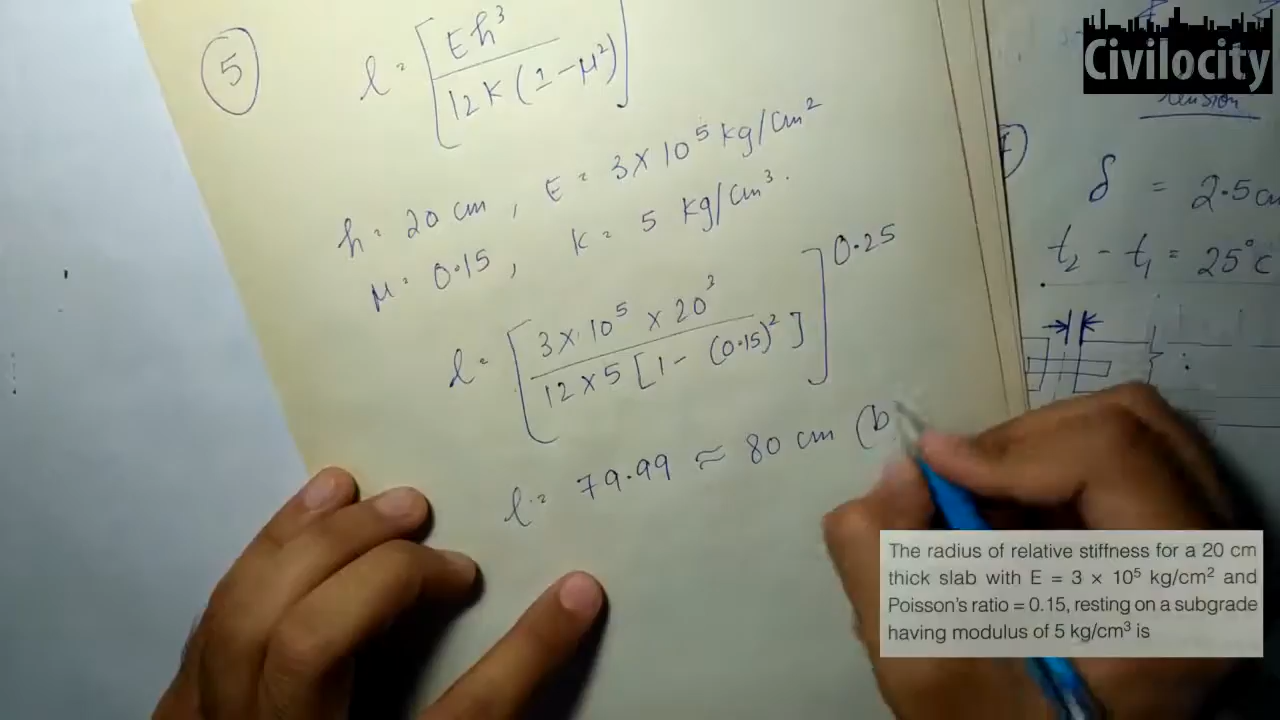 Civilocity
5
l = [ Eh³ / 12K (1 - μ²) ]
h = 20 cm , E = 3 × 10⁵ kg/cm²
μ = 0.15 , K = 5 kg/cm³.
l = [ 3 × 10⁵ × 20³ / 12 × 5 [1 - (0.15)²] ]0.25
l = 79.99 ≈ 80 cm (b
δ = 2.5 cm
t₂ - t₁ = 25°C
The radius of relative stiffness for a 20 cm
thick slab with E = 3 × 10⁵ kg/cm² and
Poisson's ratio = 0.15, resting on a subgrade
having modulus of 5 kg/cm³ is